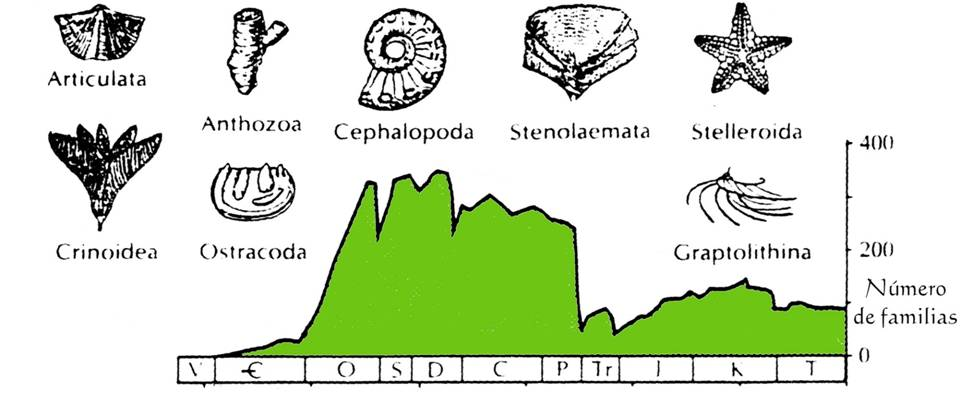 Articulata
Anthozoa
Cephalopoda
Stenolaemata
Stelleroida
Crinoidea
Ostracoda
Graptolithina
400
200
Número
de familias
0
V Є O S D C P Tr J K T